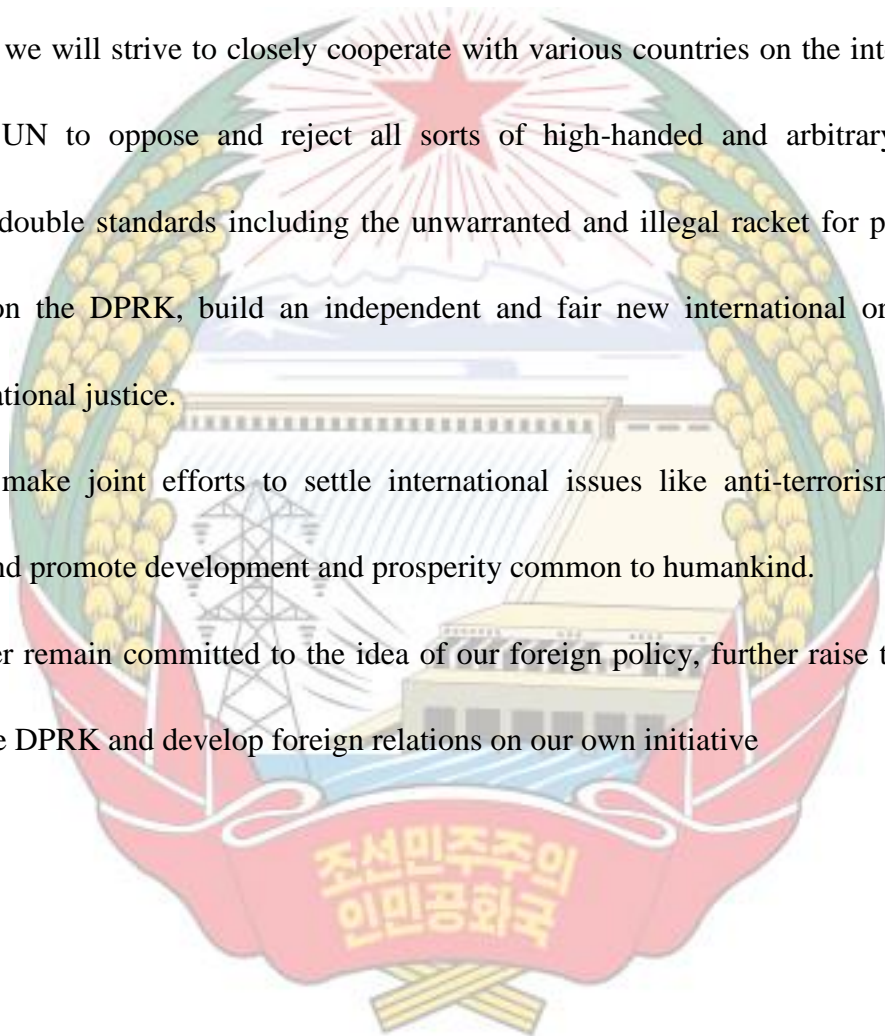 we will strive to closely cooperate with various countries on the int
UN to oppose and reject all sorts of high-handed and arbitrary
double standards including the unwarranted and illegal racket for p
on the DPRK, build an independent and fair new international or
ational justice.
make joint efforts to settle international issues like anti-terrorism
nd promote development and prosperity common to humankind.
er remain committed to the idea of our foreign policy, further raise t
e DPRK and develop foreign relations on our own initiative
조선민주주의
인민공화국